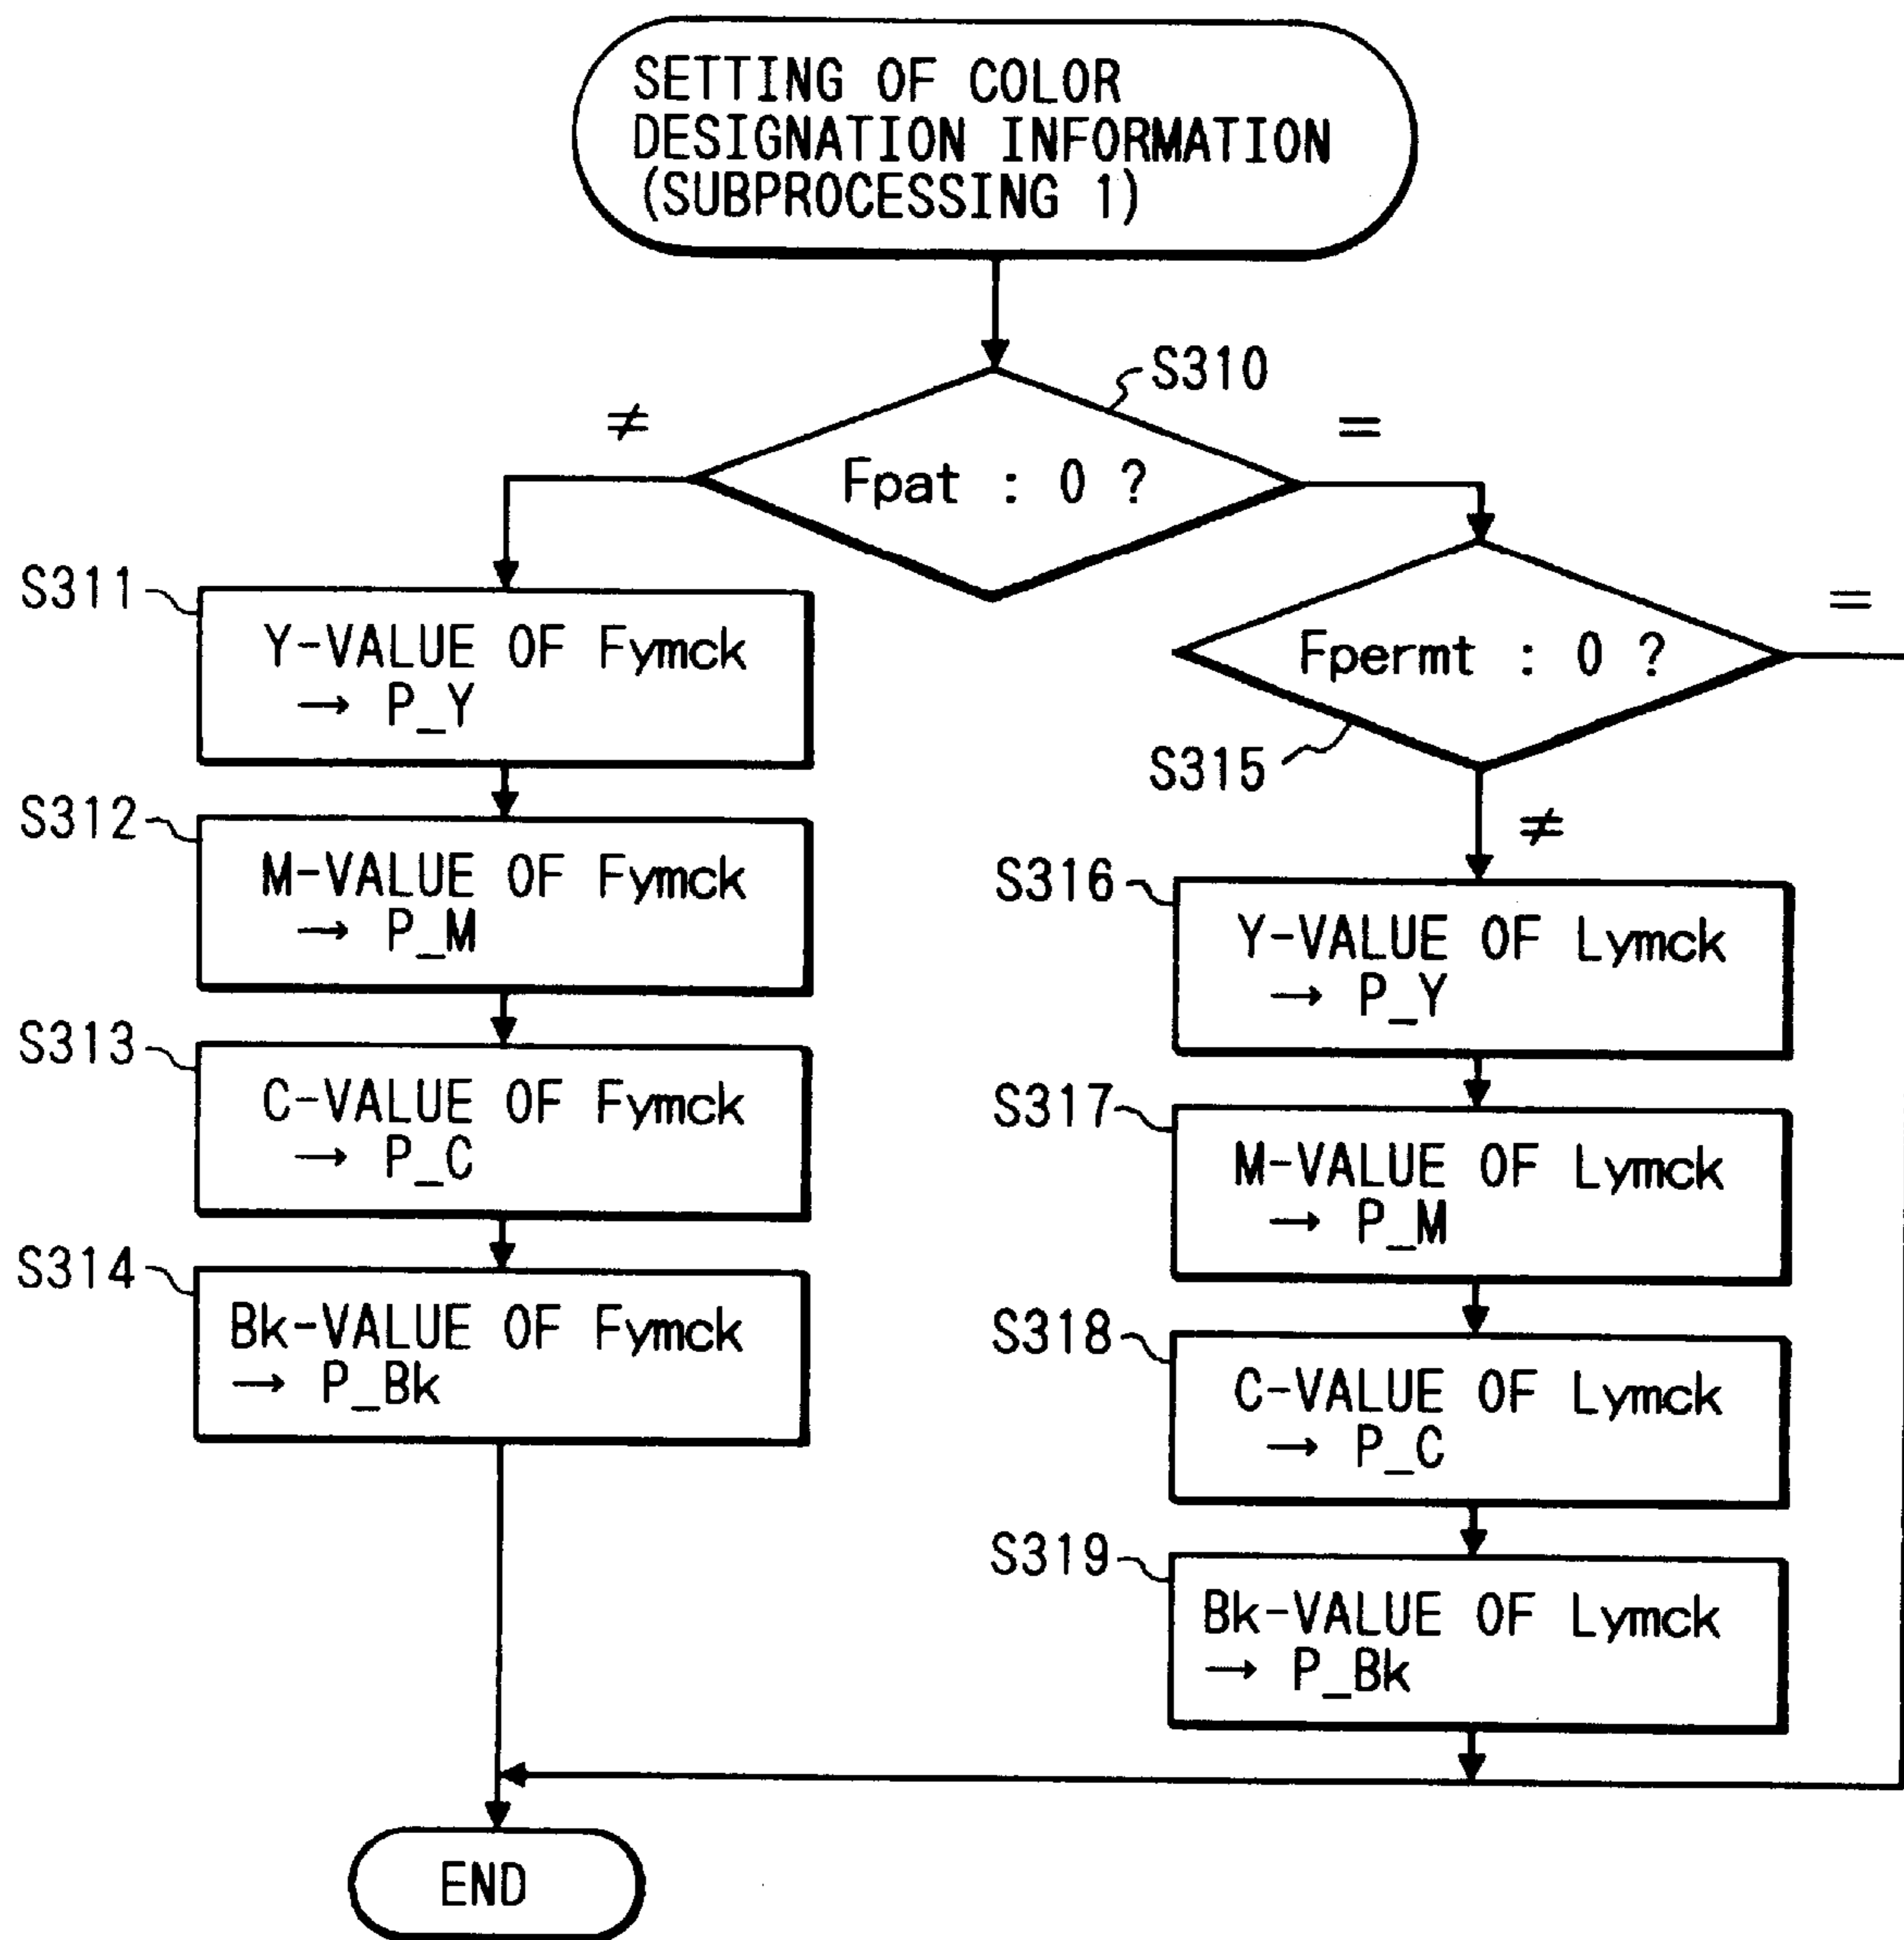 SETTING OF COLOR
DESIGNATION INFORMATION
(SUBPROCESSING 1)
S310
≠
=
Fpat : 0 ?
S311
Y-VALUE OF Fymck
→ P_Y
=
Fpermt : 0 ?
S315
≠
S312
M-VALUE OF Fymck
→ P_M
S316
Y-VALUE OF Lymck
→ P_Y
S313
C-VALUE OF Fymck
→ P_C
S317
M-VALUE OF Lymck
→ P_M
S314
Bk-VALUE OF Fymck
→ P_Bk
S318
C-VALUE OF Lymck
→ P_C
S319
Bk-VALUE OF Lymck
→ P_Bk
END